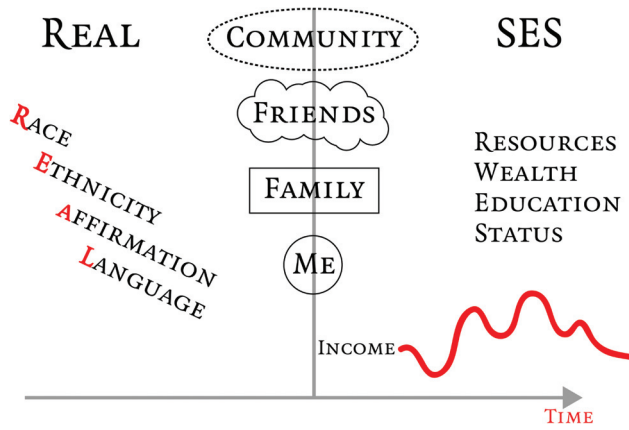 REAL
COMMUNITY
SES
FRIENDS
RACE
ETHNICITY
AFFIRMATION
LANGUAGE
FAMILY
ME
RESOURCES
WEALTH
EDUCATION
STATUS
INCOME
TIME